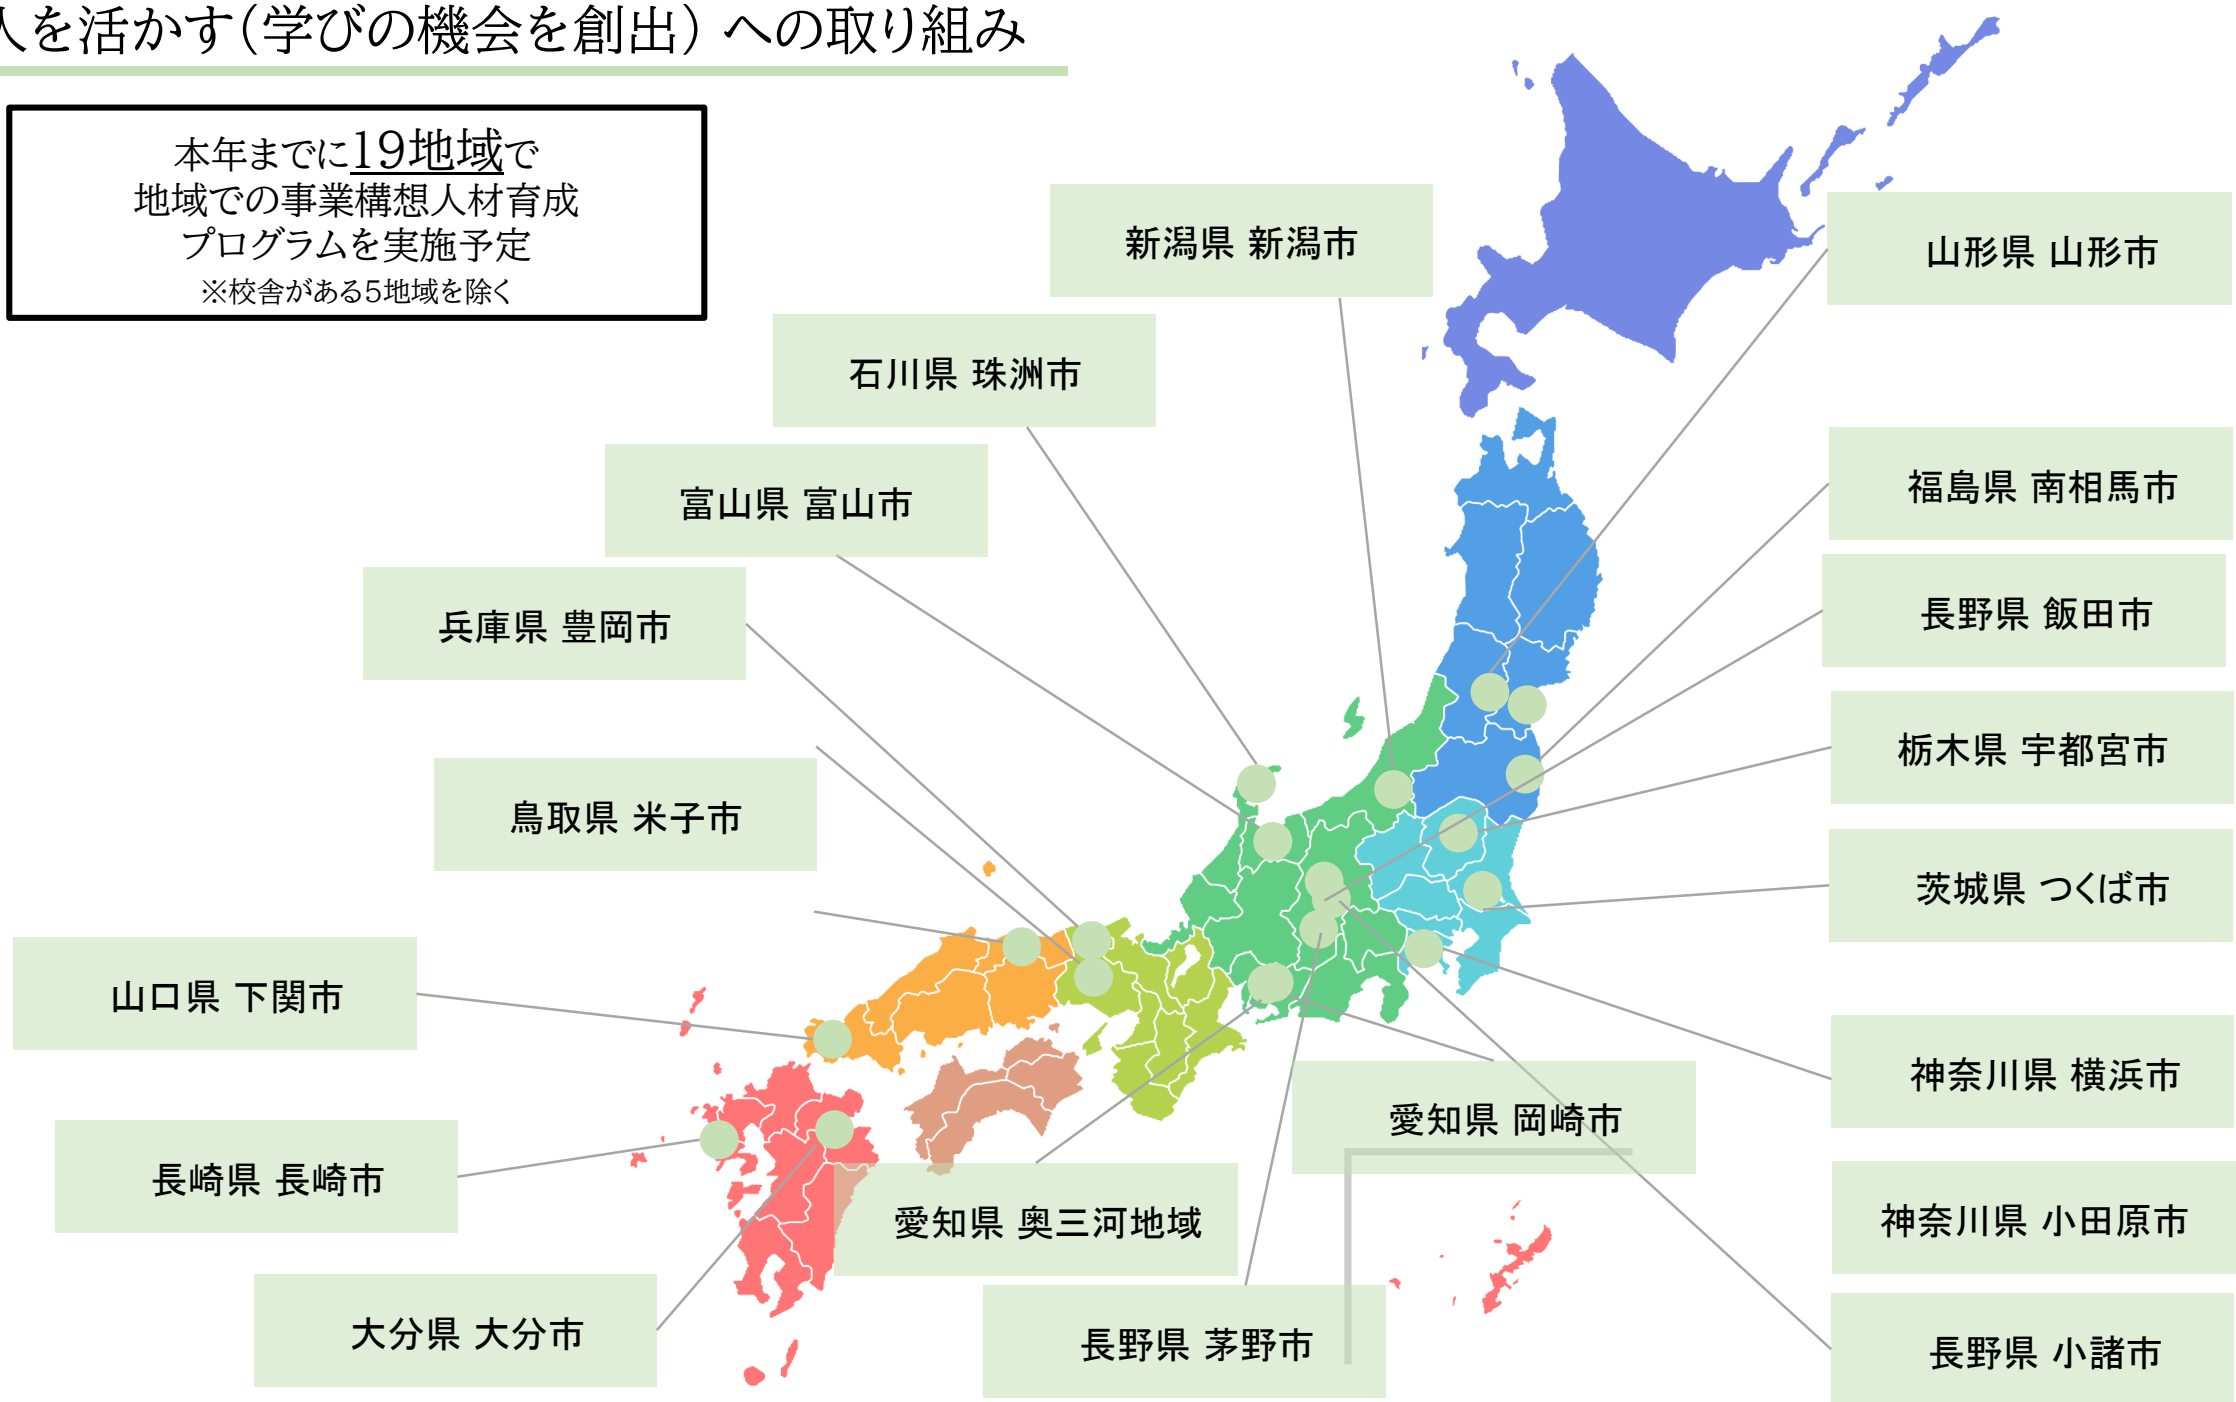 人を活かす（学びの機会を創出）への取り組み
本年までに19地域で
地域での事業構想人材育成
プログラムを実施予定
※校舎がある5地域を除く
新潟県 新潟市
山形県 山形市
石川県 珠洲市
富山県 富山市
福島県 南相馬市
兵庫県 豊岡市
長野県 飯田市
栃木県 宇都宮市
鳥取県 米子市
茨城県 つくば市
山口県 下関市
神奈川県 横浜市
愛知県 岡崎市
長崎県 長崎市
愛知県 奥三河地域
神奈川県 小田原市
大分県 大分市
長野県 茅野市
長野県 小諸市